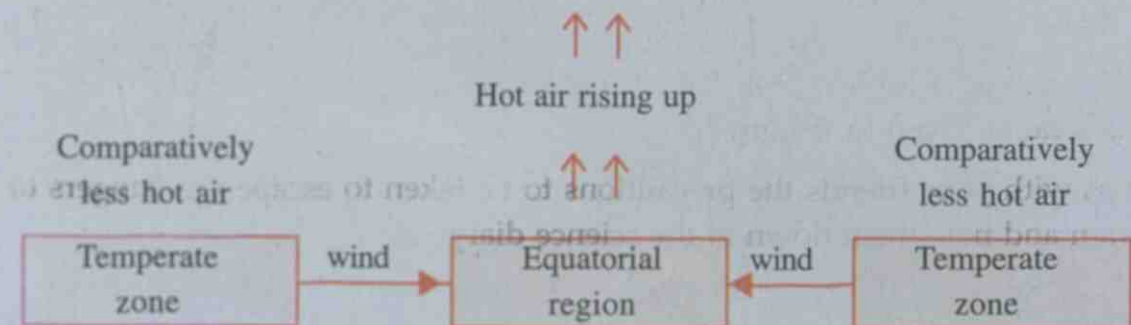 Hot air rising up
Comparatively
less hot air
Comparatively
less hot air
Temperate
zone
wind
Equatorial
region
wind
Temperate
zone